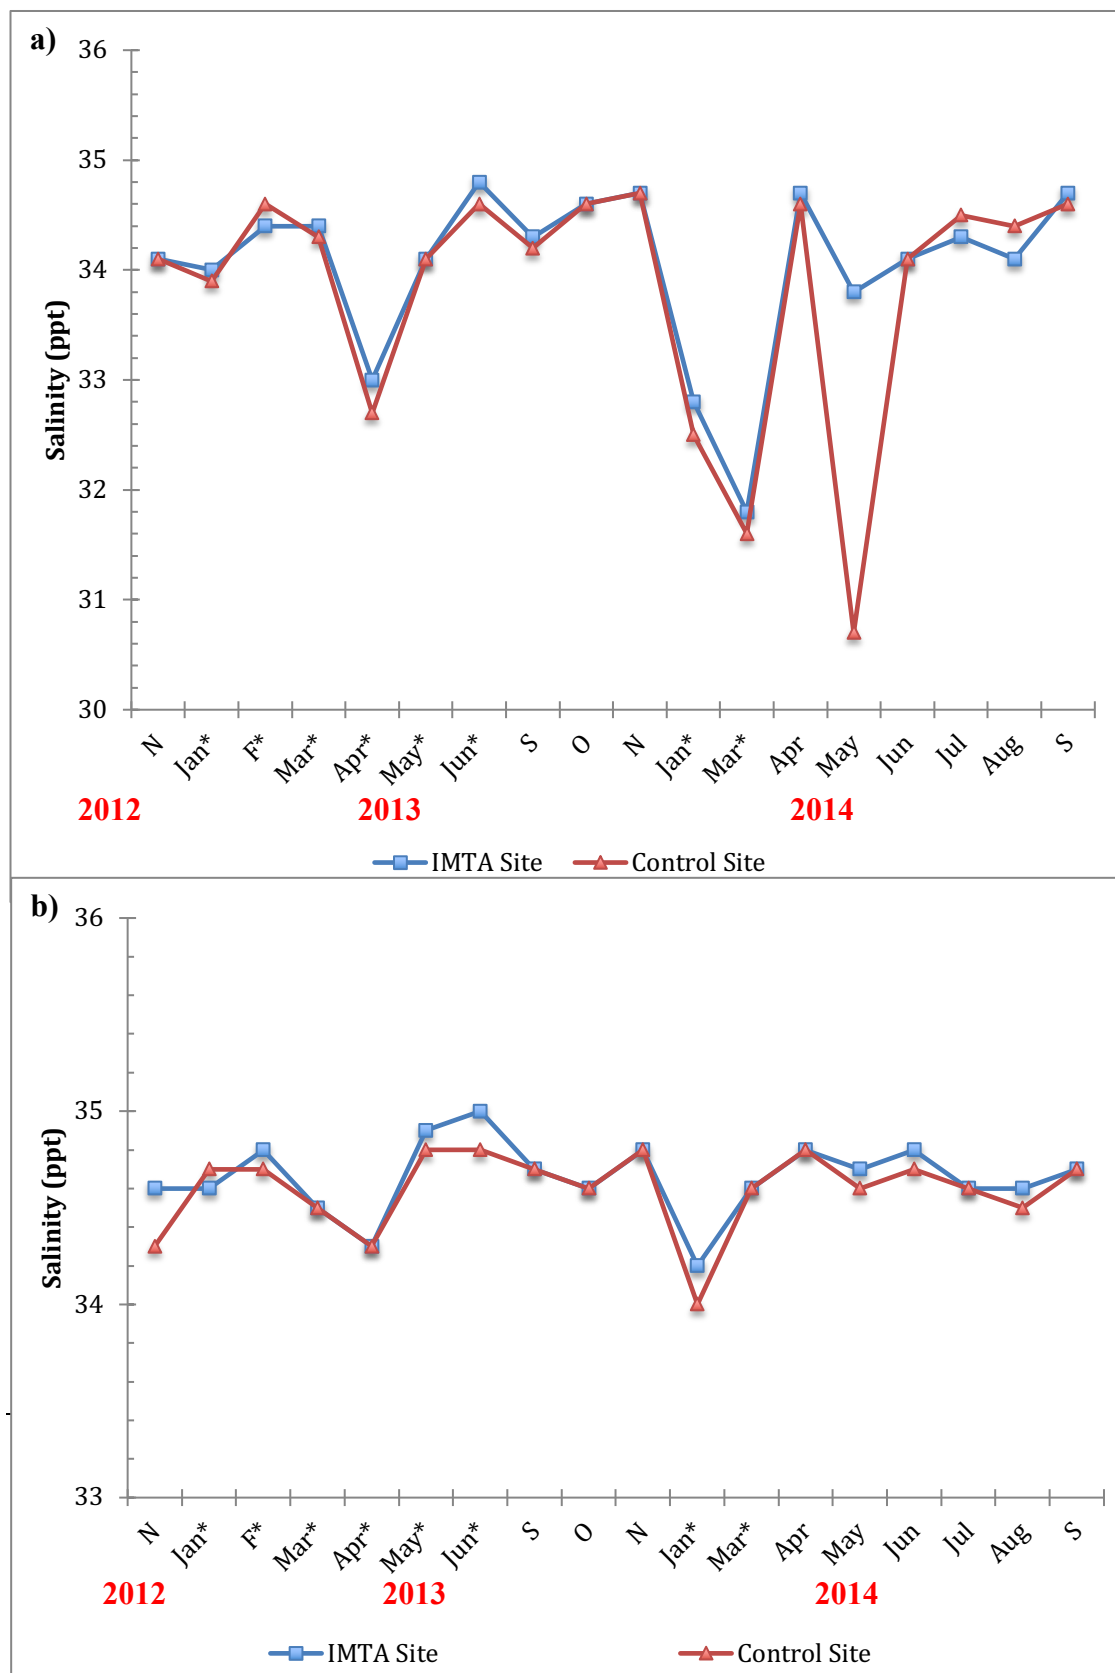 a)
36
35
34
33
32
31
30
Salinity (ppt)
N Jan* F* Mar* Apr* May* Jun* S O N Jan* Mar* Apr May Jun Jul Aug S
2012 2013 2014
IMTA Site Control Site
b)
36
35
34
33
Salinity (ppt)
N Jan* F* Mar* Apr* May* Jun* S O N Jan* Mar* Apr May Jun Jul Aug S
2012 2013 2014
IMTA Site Control Site